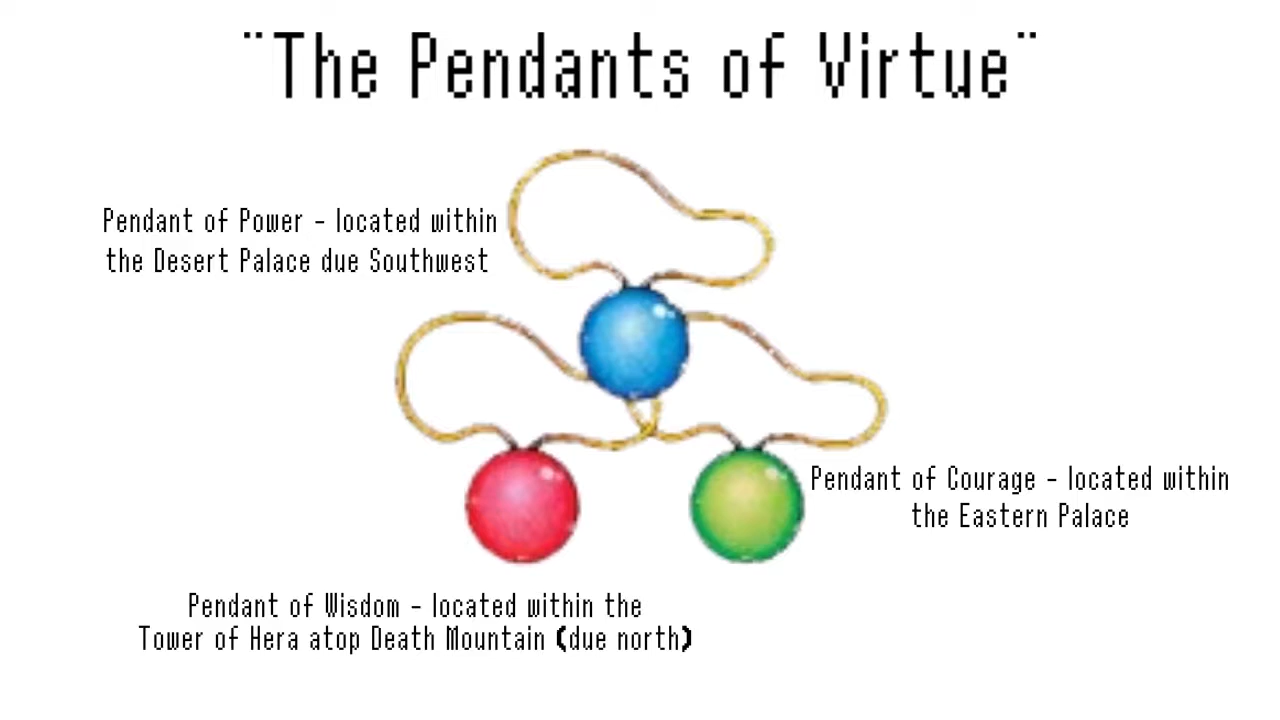 ¨The Pendants of Virtue¨
Pendant of Power - located within
the Desert Palace due Southwest
Pendant of Courage - located within
the Eastern Palace
Pendant of Wisdom - located within the
Tower of Hera atop Death Mountain (due north)